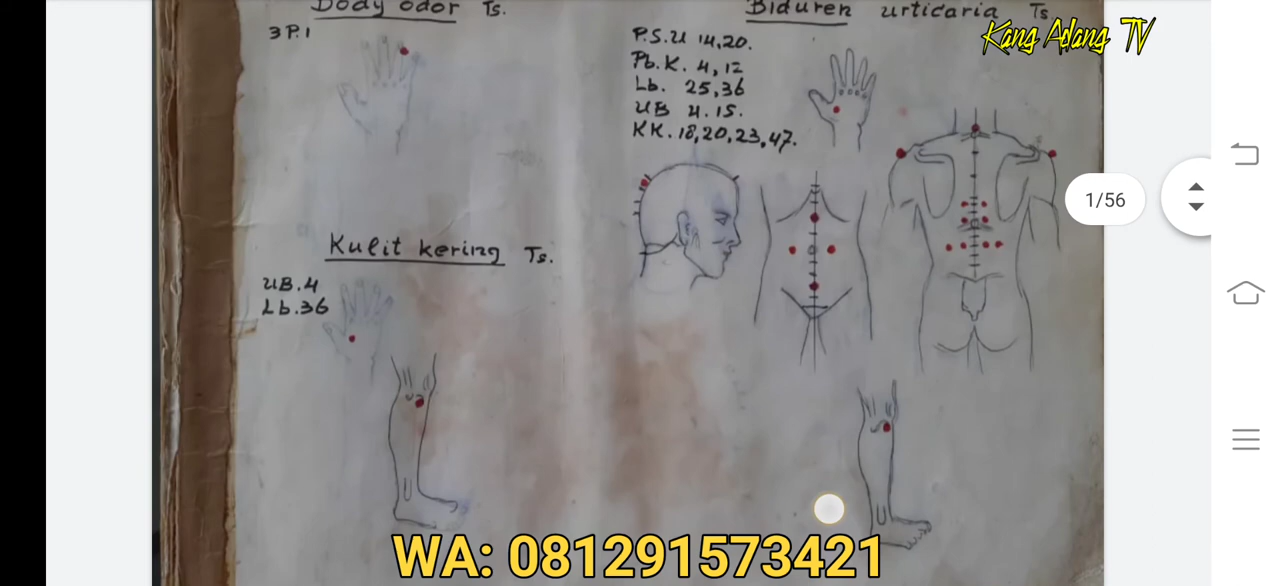 Body odor Ts.
3P.1
Kulit kering Ts.
UB.4
Lb.36
Biduren urticaria Ts
P.S.U 14,20.
Pb.K. 4,12
Lb. 25,36
UB 4.15.
KK.18,20,23,47.
Kang Adang TV
1/56
WA: 081291573421